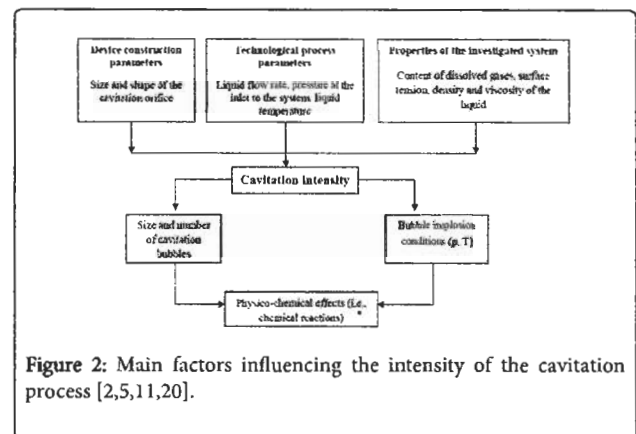 Device construction
parameters
Size and shape of the
cavitation orifice
Technological process
parameters
Liquid flow rate, pressure at the
inlet to the system, liquid
temperature
Properties of the investigated system
Content of dissolved gases, surface
tension, density and viscosity of the
liquid
Cavitation intensity
Size and number
of cavitation
bubbles
Bubble implosion
conditions (p, T)
Physico-chemical effects (i.e.,
chemical reactions)
Figure 2: Main factors influencing the intensity of the cavitation
process [2,5,11,20].